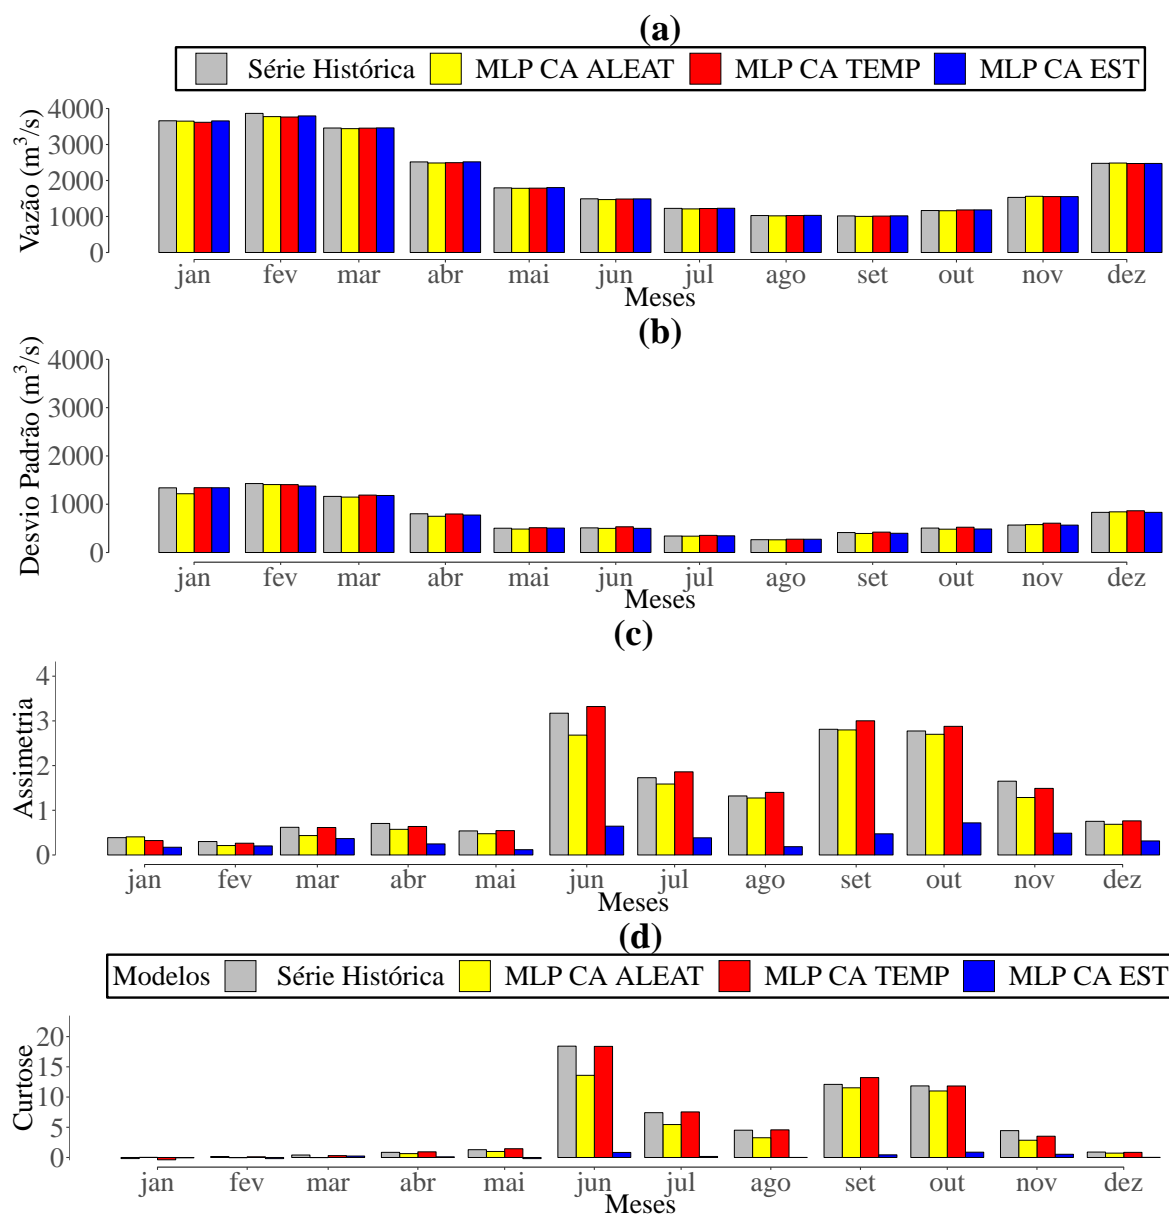 (a)
Série Histórica MLP CA ALEAT MLP CA TEMP MLP CA EST
Vazão (m³/s)
4000
3000
2000
1000
0
jan fev mar abr mai jun jul ago set out nov dez
Meses
(b)
Desvio Padrão (m³/s)
4000
3000
2000
1000
0
jan fev mar abr mai jun jul ago set out nov dez
Meses
(c)
Assimetria
4
3
2
1
0
jan fev mar abr mai jun jul ago set out nov dez
Meses
(d)
Modelos Série Histórica MLP CA ALEAT MLP CA TEMP MLP CA EST
Curtose
20
15
10
5
0
jan fev mar abr mai jun jul ago set out nov dez
Meses